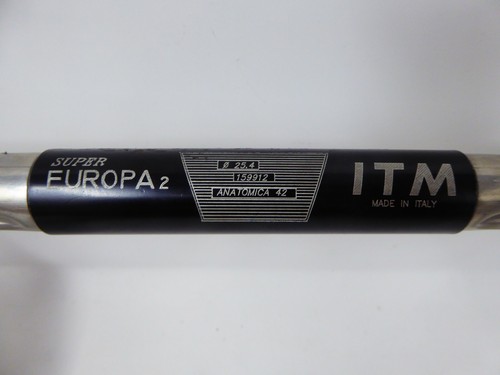 SUPER
EUROPA 2
Ø 25,4
159912
ANATOMICA 42
ITM
MADE IN ITALY